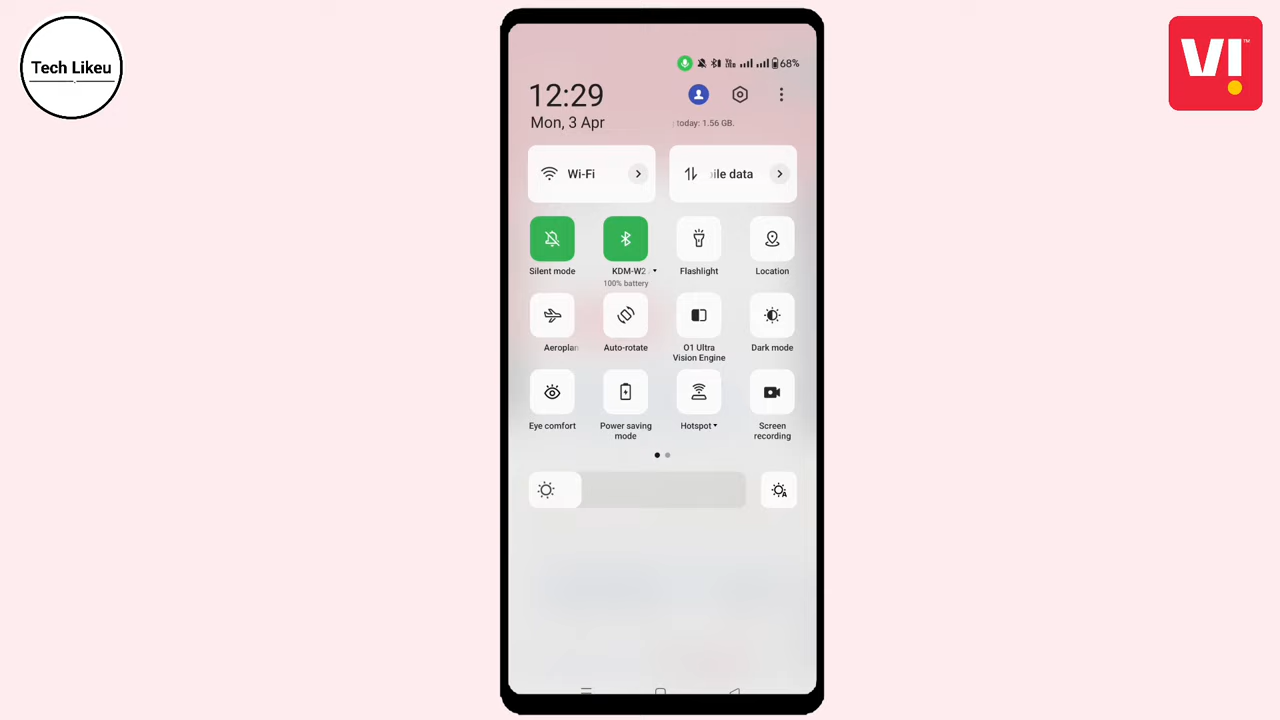 Tech Likeu
VI
68%
12:29
Mon, 3 Apr
today: 1.56 GB.
Wi-Fi
ile data
Silent mode
KDM-W2
100% battery
Flashlight
Location
Aeroplan
Auto-rotate
O1 Ultra
Vision Engine
Dark mode
Eye comfort
Power saving
mode
Hotspot
Screen
recording